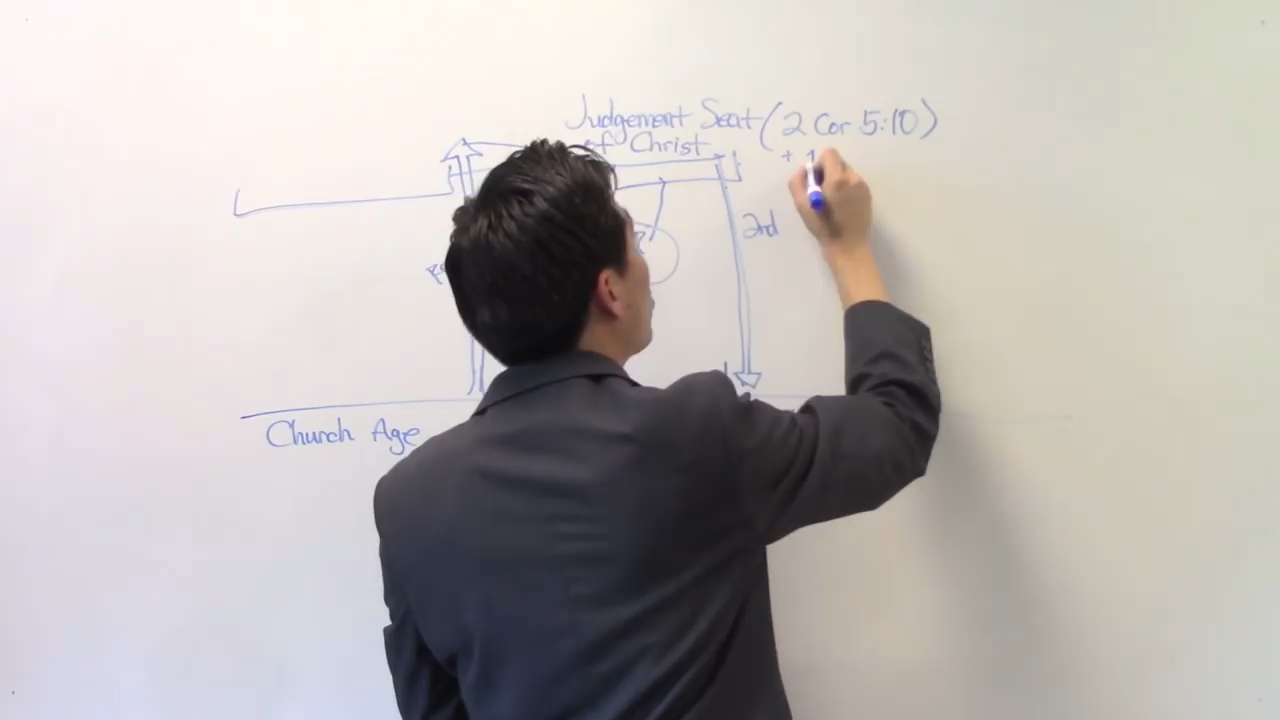 Judgement Seat (2 Cor 5:10)
of Christ
+
2nd
Church Age